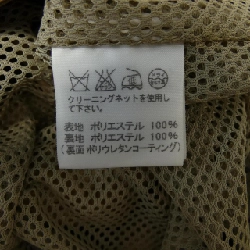 クリーニングネットを使用し
て下さい。
表地 ポリエステル 100%
裏地 ポリエステル 100%
(裏面 ポリウレタンコーティング)